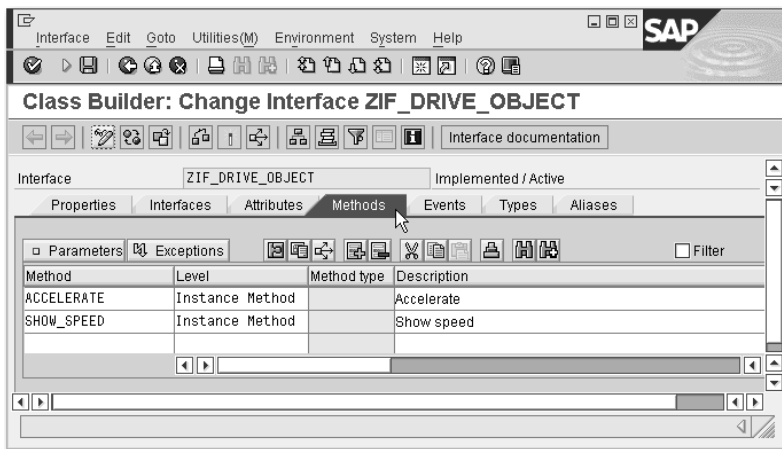 Interface Edit Goto Utilities(M) Environment System Help
SAP
Class Builder: Change Interface ZIF_DRIVE_OBJECT
Interface documentation
Interface ZIF_DRIVE_OBJECT Implemented / Active
Properties Interfaces Attributes Methods Events Types Aliases
Parameters Exceptions Filter
Method Level Method type Description
ACCELERATE Instance Method Accelerate
SHOW_SPEED Instance Method Show speed